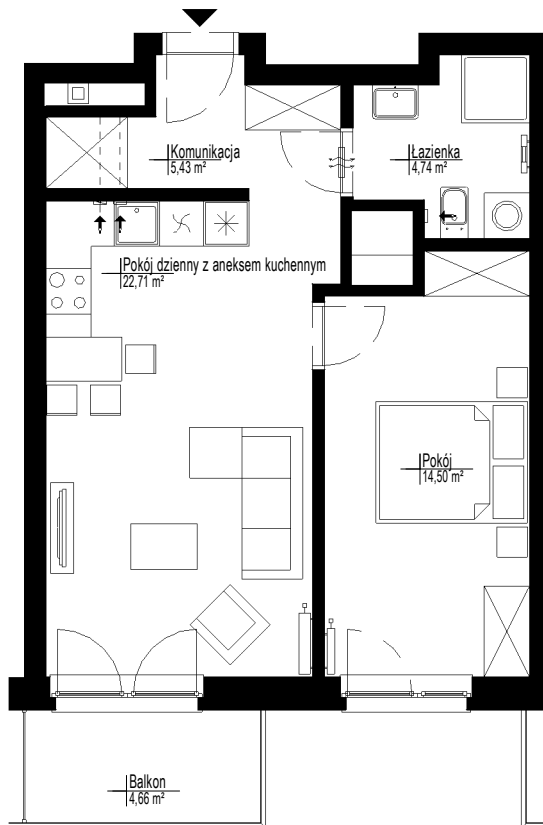 Komunikacja
5,43 m²
Łazienka
4,74 m²
Pokój dzienny z aneksem kuchennym
22,71 m²
Pokój
14,50 m²
Balkon
4,66 m²